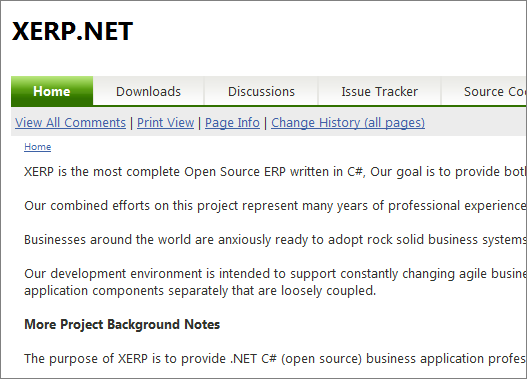 XERP.NET
Home Downloads Discussions Issue Tracker Source
View All Comments | Print View | Page Info | Change History (all pages)
Home
XERP is the most complete Open Source ERP written in C#, Our goal is to provide
Our combined efforts on this project represent many years of professional experience
Businesses around the world are anxiously ready to adopt rock solid business systems
Our development environment is intended to support constantly changing agile
application components separately that are loosely coupled.
More Project Background Notes
The purpose of XERP is to provide .NET C# (open source) business application